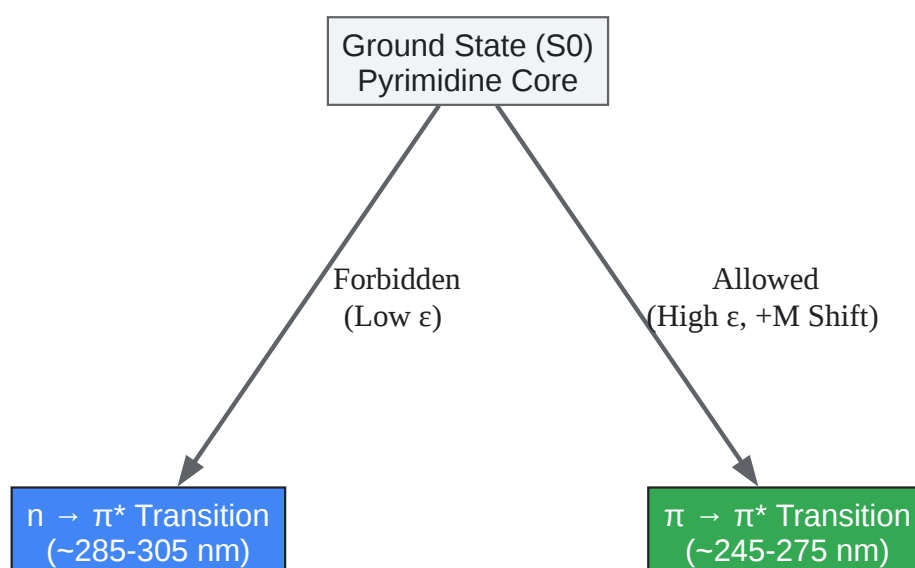 Ground State (S0)
Pyrimidine Core
Forbidden
(Low ε)
Allowed
(High ε, +M Shift)
n → π* Transition
(~285-305 nm)
π → π* Transition
(~245-275 nm)